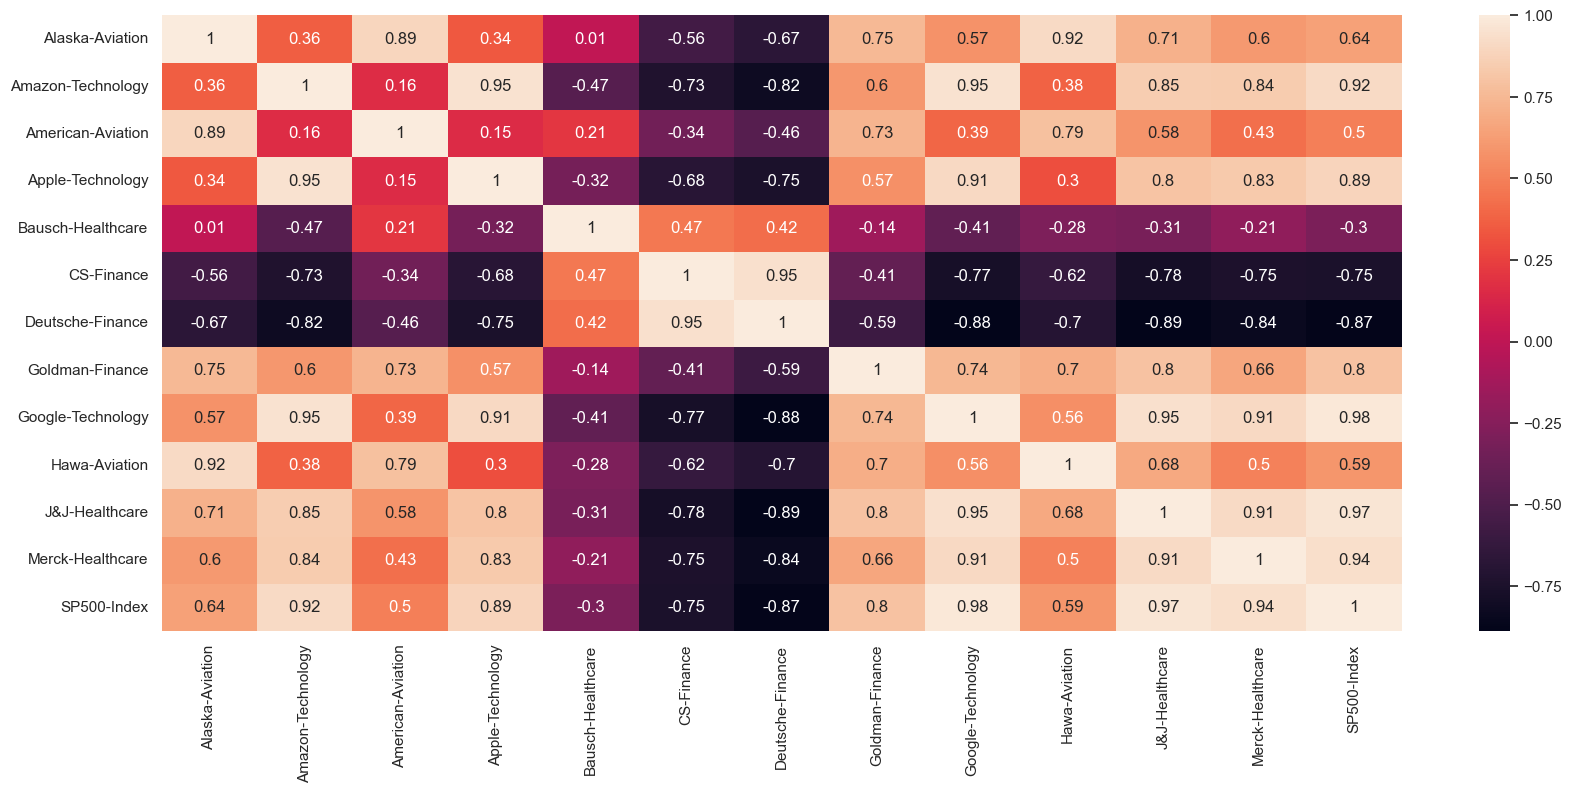 Alaska-Aviation 1 0.36 0.89 0.34 0.01 -0.56 -0.67 0.75 0.57 0.92 0.71 0.6 0.64
Amazon-Technology 0.36 1 0.16 0.95 -0.47 -0.73 -0.82 0.6 0.95 0.38 0.85 0.84 0.92
American-Aviation 0.89 0.16 1 0.15 0.21 -0.34 -0.46 0.73 0.39 0.79 0.58 0.43 0.5
Apple-Technology 0.34 0.95 0.15 1 -0.32 -0.68 -0.75 0.57 0.91 0.3 0.8 0.83 0.89
Bausch-Healthcare 0.01 -0.47 0.21 -0.32 1 0.47 0.42 -0.14 -0.41 -0.28 -0.31 -0.21 -0.3
CS-Finance -0.56 -0.73 -0.34 -0.68 0.47 1 0.95 -0.41 -0.77 -0.62 -0.78 -0.75 -0.75
Deutsche-Finance -0.67 -0.82 -0.46 -0.75 0.42 0.95 1 -0.59 -0.88 -0.7 -0.89 -0.84 -0.87
Goldman-Finance 0.75 0.6 0.73 0.57 -0.14 -0.41 -0.59 1 0.74 0.7 0.8 0.66 0.8
Google-Technology 0.57 0.95 0.39 0.91 -0.41 -0.77 -0.88 0.74 1 0.56 0.95 0.91 0.98
Hawa-Aviation 0.92 0.38 0.79 0.3 -0.28 -0.62 -0.7 0.7 0.56 1 0.68 0.5 0.59
J&J-Healthcare 0.71 0.85 0.58 0.8 -0.31 -0.78 -0.89 0.8 0.95 0.68 1 0.91 0.97
Merck-Healthcare 0.6 0.84 0.43 0.83 -0.21 -0.75 -0.84 0.66 0.91 0.5 0.91 1 0.94
SP500-Index 0.64 0.92 0.5 0.89 -0.3 -0.75 -0.87 0.8 0.98 0.59 0.97 0.94 1
Alaska-Aviation
Amazon-Technology
American-Aviation
Apple-Technology
Bausch-Healthcare
CS-Finance
Deutsche-Finance
Goldman-Finance
Google-Technology
Hawa-Aviation
J&J-Healthcare
Merck-Healthcare
SP500-Index
1.00
0.75
0.50
0.25
0.00
−0.25
−0.50
−0.75